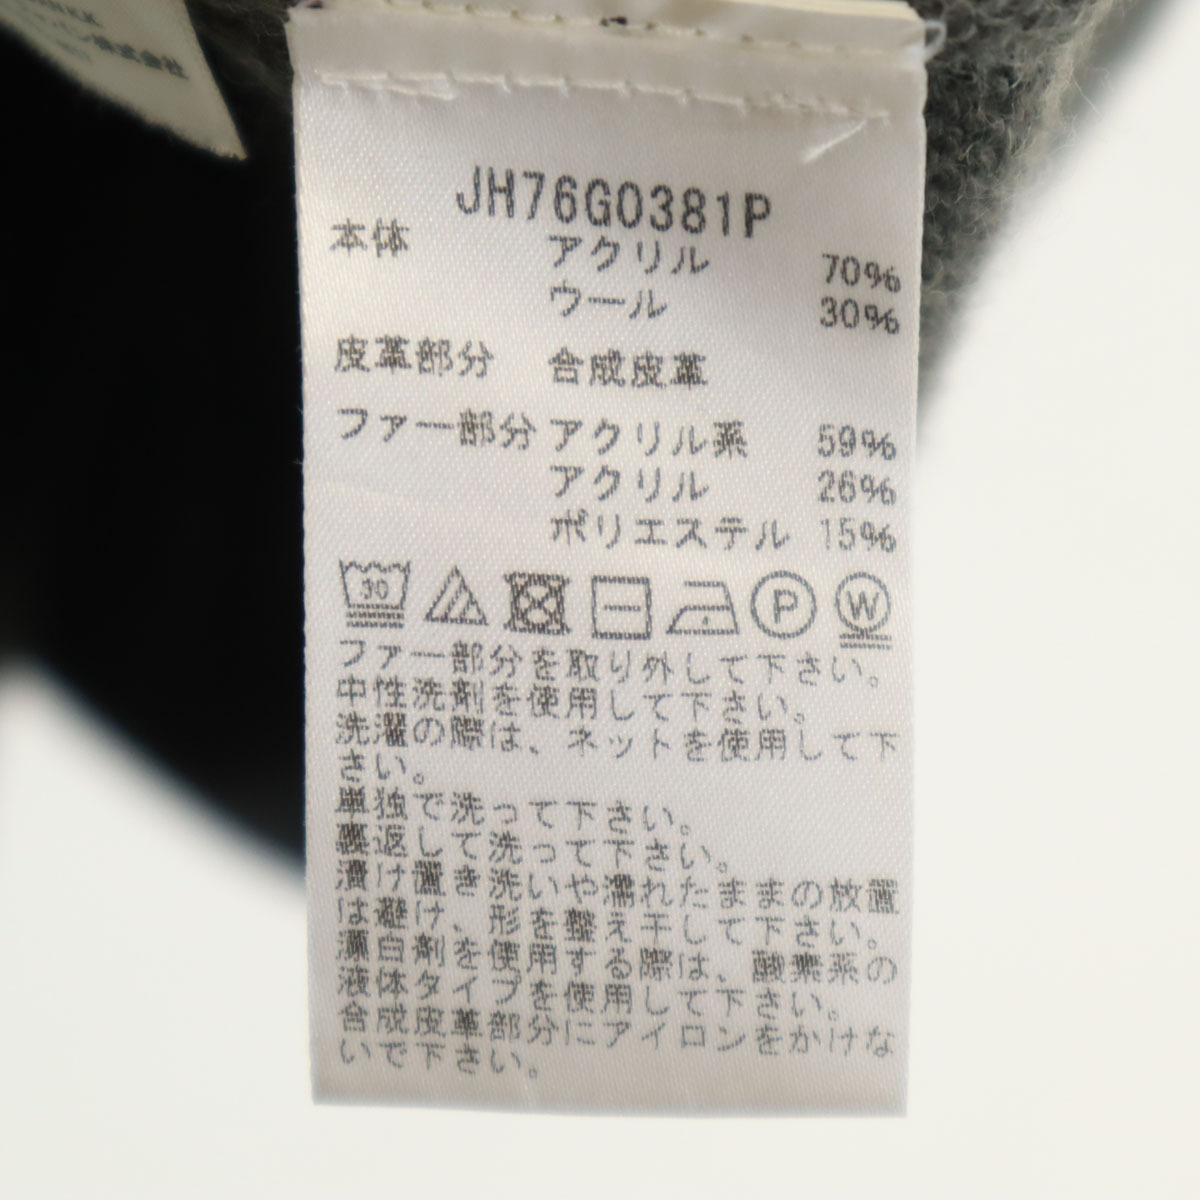 株式会社
JH76G0381P
本体 アクリル 70%
ウール 30%
皮革部分 合成皮革
ファー部分 アクリル系 59%
アクリル 26%
ポリエステル 15%
30 P W
ファー部分を取り外して下さい。
中性洗剤を使用して下さい。
洗濯の際は、ネットを使用して下
さい。
単独で洗って下さい。
裏返して洗って下さい。
漬け置き洗いや濡れたままの放置
は避け、形を整え干して下さい。
漂白剤を使用する際は、酸素系の
液体タイプを使用して下さい。
合成皮革部分にアイロンをかけな
いで下さい。